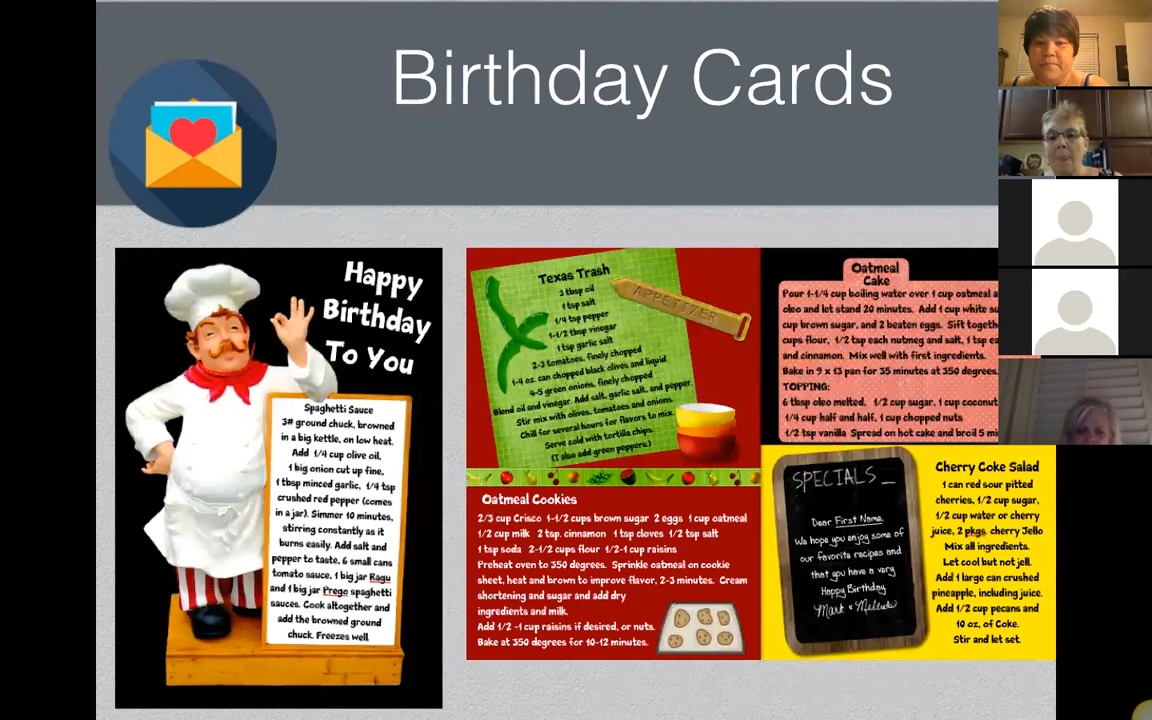 Birthday Cards
Happy
Birthday
To You
Spaghetti Sauce
3# ground chuck, browned
in a big kettle, on low heat.
Add 1/4 cup olive oil,
1 big onion cut up fine,
1 tbsp minced garlic, 1/4 tsp
crushed red pepper (comes
in a jar). Simmer 10 minutes,
stirring constantly as it
burns easily. Add salt and
pepper to taste, 6 small cans
tomato sauce, 1 big jar Ragu
and 1 big jar Prego spaghetti
sauces. Cook altogether and
add the browned ground
chuck. Freezes well.
Texas Trash
3 tbsp oil
1 tsp salt
1/4 tsp pepper
1-1/2 tbsp vinegar
1 tsp garlic salt
2-3 tomatoes, finely chopped
1-4 oz. can chopped black olives and liquid
4-5 green onions, finely chopped
Blend oil and vinegar. Add salt, garlic salt, and pepper.
Stir mix with olives, tomatoes and onions.
Chill for several hours for flavors to mix.
Serve cold with tortilla chips.
(I also add green peppers.)
APPETIZER
Oatmeal
Cake
Pour 1-1/4 cup boiling water over 1 cup oatmeal a
oleo and let stand 20 minutes. Add 1 cup white su
cup brown sugar, and 2 beaten eggs. Sift togeth
cups flour, 1/2 tsp each nutmeg and salt, 1 tsp ea
and cinnamon. Mix well with first ingredients.
Bake in 9 x 13 pan for 35 minutes at 350 degrees.
TOPPING:
6 tbsp oleo melted, 1/2 cup sugar, 1 cup coconut
1/4 cup half and half, 1 cup chopped nuts
1/2 tsp vanilla Spread on hot cake and broil 5 mi
Oatmeal Cookies
2/3 cup Crisco 1-1/2 cups brown sugar 2 eggs 1 cup oatmeal
1/2 cup milk 2 tsp. cinnamon 1 tsp cloves 1/2 tsp salt
1 tsp soda 2-1/2 cups flour 1/2-1 cup raisins
Preheat oven to 350 degrees. Sprinkle oatmeal on cookie
sheet, heat and brown to improve flavor, 2-3 minutes. Cream
shortening and sugar and add dry
ingredients and milk.
Add 1/2 -1 cup raisins if desired, or nuts.
Bake at 350 degrees for 10-12 minutes.
SPECIALS_
Dear First Name,
We hope you enjoy some of
our favorite recipes and
that you have a very
Happy Birthday
Mark & Melinda
Cherry Coke Salad
1 can red sour pitted
cherries, 1/2 cup sugar,
1/2 cup water or cherry
juice, 2 pkgs. cherry Jello
Mix all ingredients.
Let cool but not jell.
Add 1 large can crushed
pineapple, including juice.
Add 1/2 cup pecans and
10 oz, of Coke.
Stir and let set.